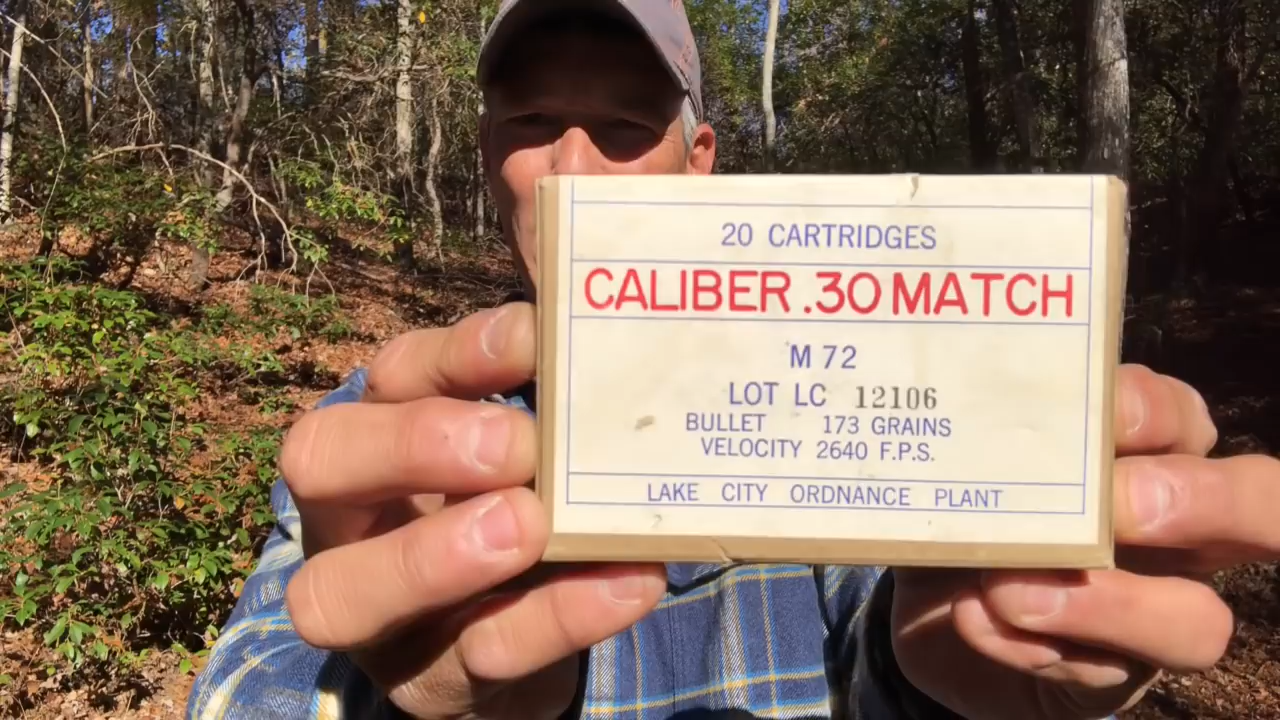 20 CARTRIDGES
CALIBER .30 MATCH
M 72
LOT LC 12106
BULLET 173 GRAINS
VELOCITY 2640 F.P.S.
LAKE CITY ORDNANCE PLANT